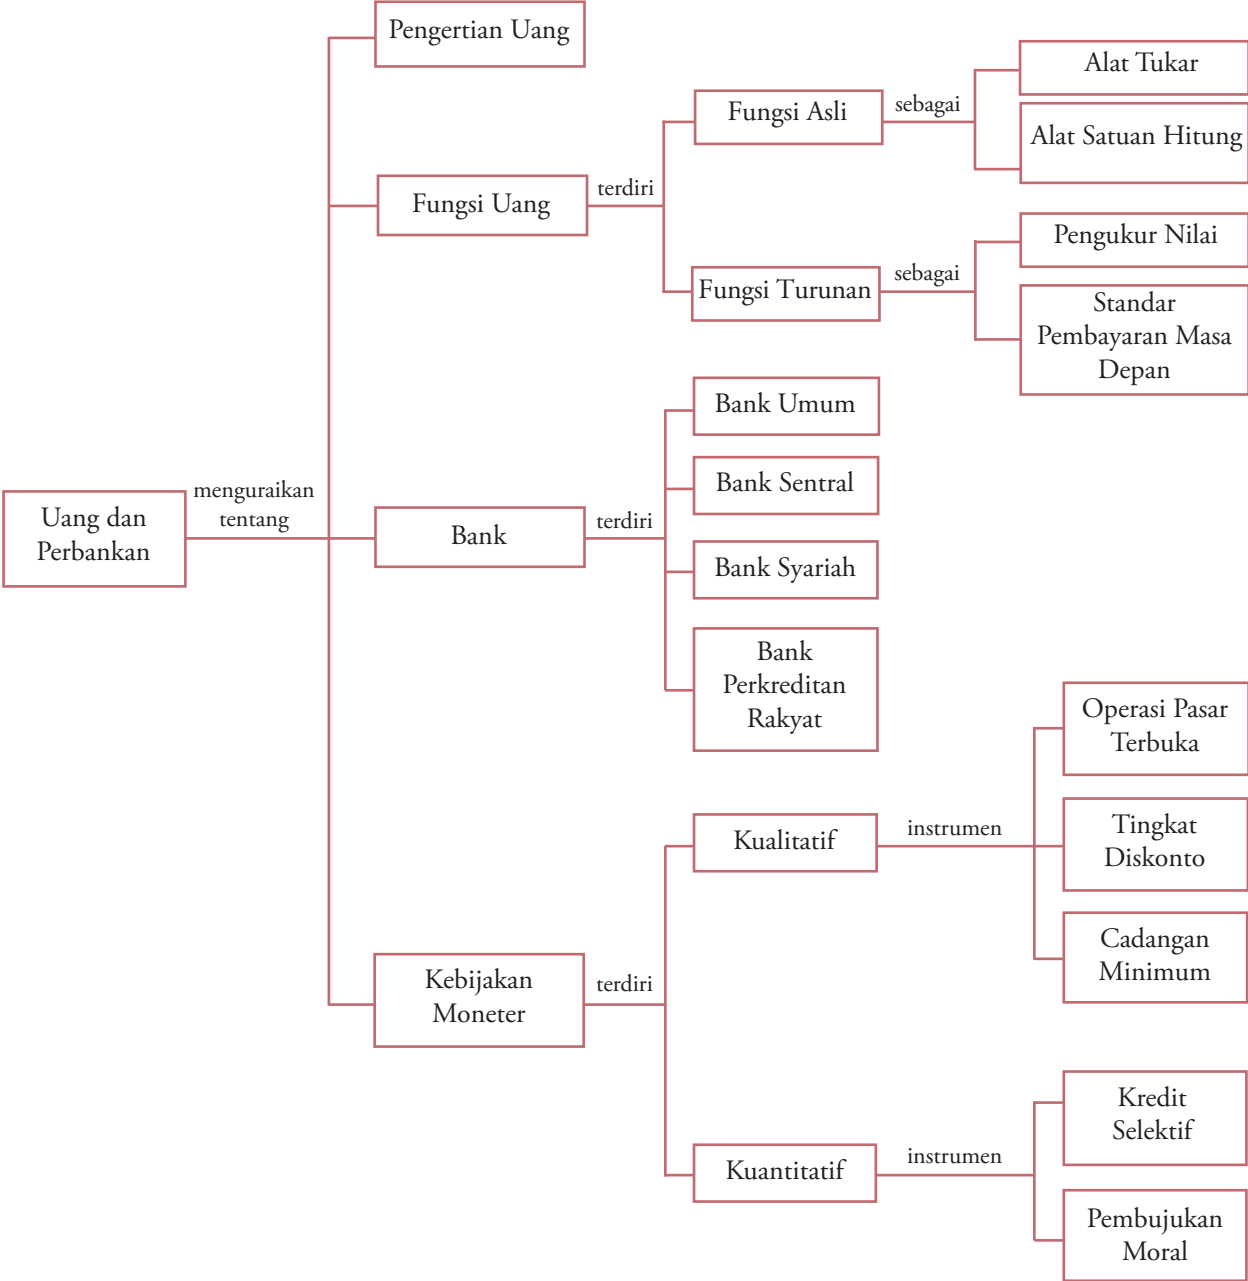 Pengertian Uang
Alat Tukar
Fungsi Asli
sebagai
Alat Satuan Hitung
Fungsi Uang
terdiri
Pengukur Nilai
Fungsi Turunan
sebagai
Standar
Pembayaran Masa
Depan
Bank Umum
Bank Sentral
Uang dan
Perbankan
menguraikan
tentang
Bank
terdiri
Bank Syariah
Bank
Perkreditan
Rakyat
Operasi Pasar
Terbuka
Kualitatif
instrumen
Tingkat
Diskonto
Cadangan
Minimum
Kebijakan
Moneter
terdiri
Kredit
Selektif
Kuantitatif
instrumen
Pembujukan
Moral